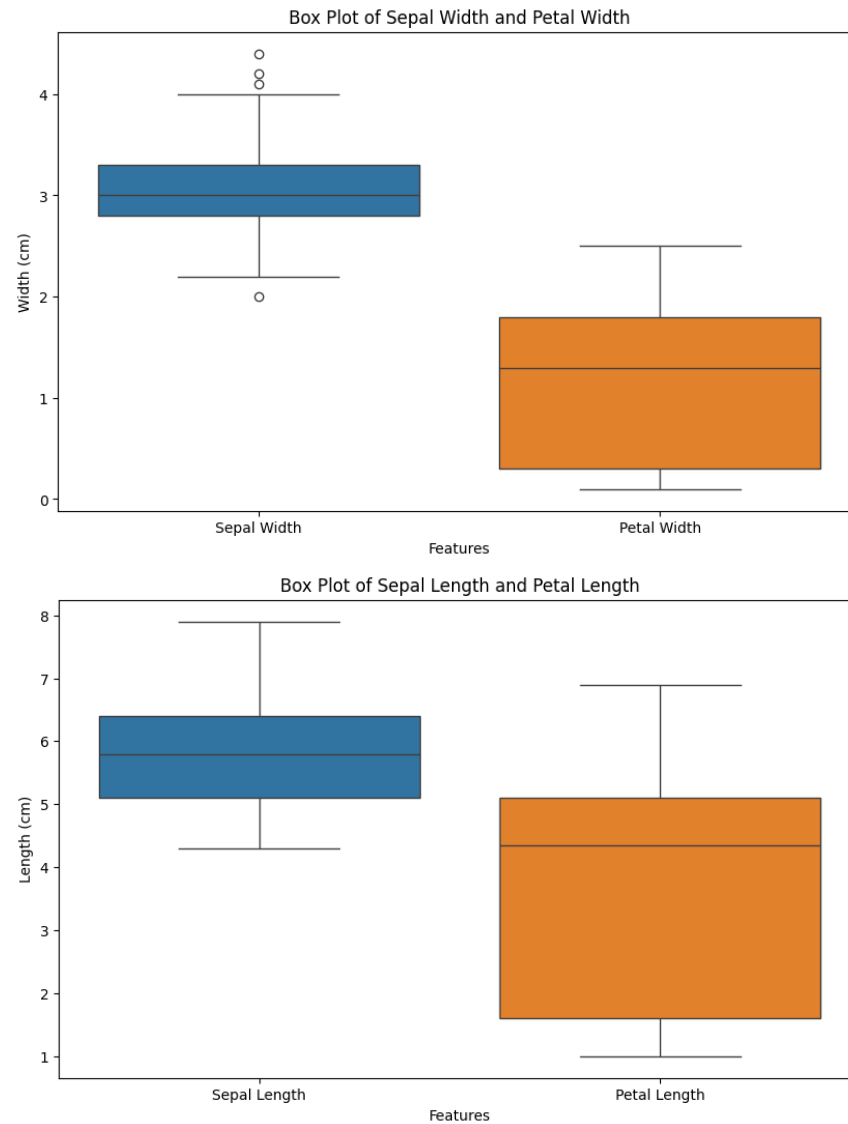 Box Plot of Sepal Width and Petal Width
4
3
2
1
0
Width (cm)
Sepal Width Petal Width
Features
Box Plot of Sepal Length and Petal Length
8
7
6
5
4
3
2
1
Length (cm)
Sepal Length Petal Length
Features